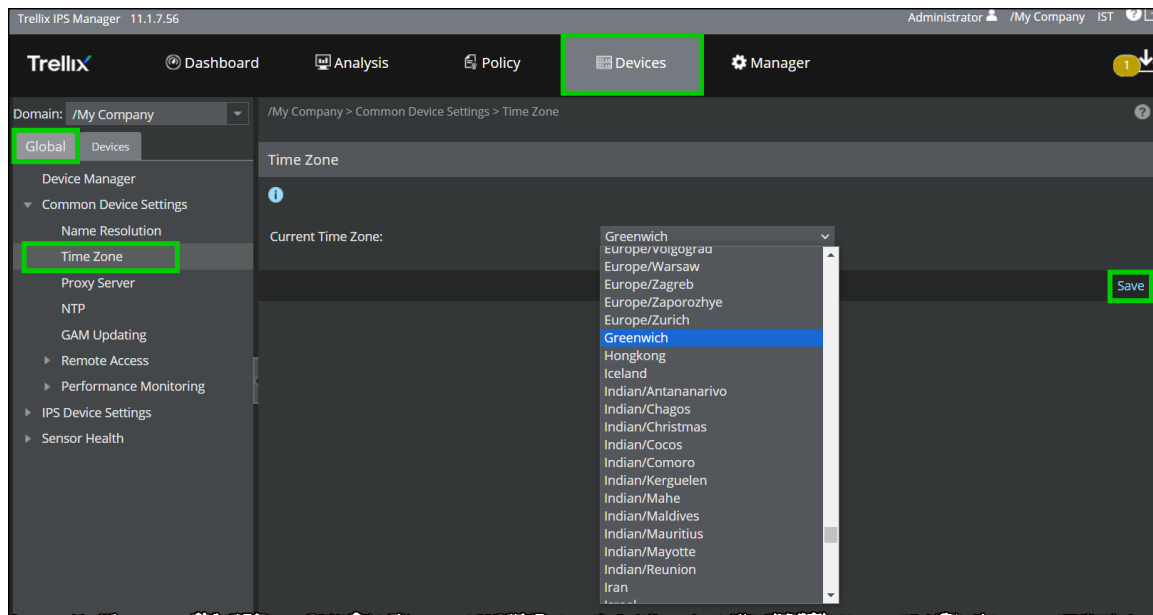 Trellix IPS Manager 11.1.7.56
Administrator /My Company IST
Trellix Dashboard Analysis Policy Devices Manager 1
Domain: /My Company
/My Company > Common Device Settings > Time Zone
Global Devices
Time Zone
Device Manager
Common Device Settings
Name Resolution
Time Zone
Proxy Server
NTP
GAM Updating
Remote Access
Performance Monitoring
IPS Device Settings
Sensor Health
Current Time Zone: Greenwich
Europe/Volgograd
Europe/Warsaw
Europe/Zagreb
Europe/Zaporozhye
Europe/Zurich
Greenwich
Hongkong
Iceland
Indian/Antananarivo
Indian/Chagos
Indian/Christmas
Indian/Cocos
Indian/Comoro
Indian/Kerguelen
Indian/Mahe
Indian/Maldives
Indian/Mauritius
Indian/Mayotte
Indian/Reunion
Iran
Save